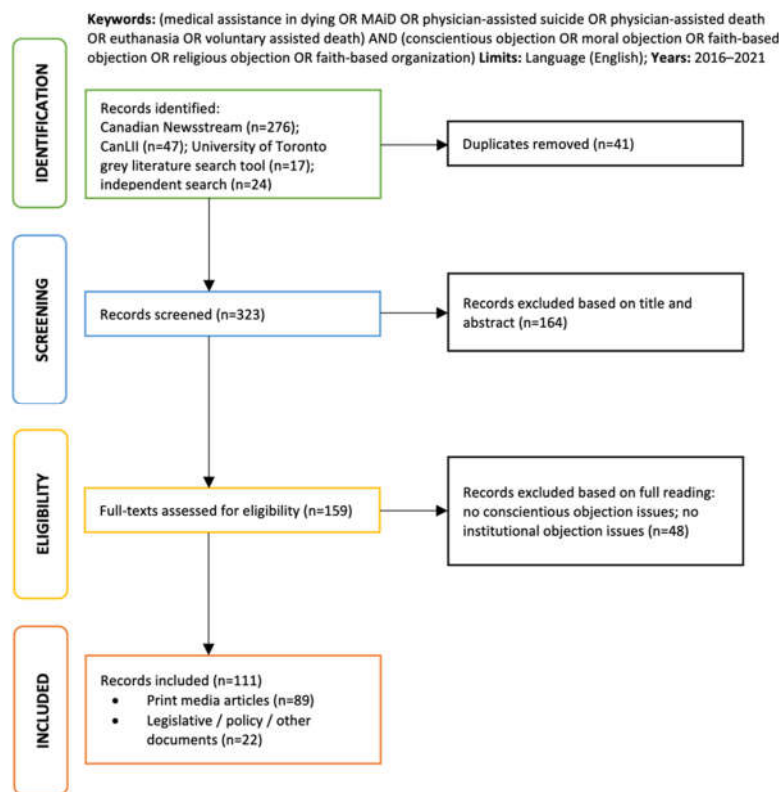 Keywords: (medical assistance in dying OR MAiD OR physician-assisted suicide OR physician-assisted death
OR euthanasia OR voluntary assisted death) AND (conscientious objection OR moral objection OR faith-based
objection OR religious objection OR faith-based organization) Limits: Language (English); Years: 2016–2021
IDENTIFICATION
Records identified:
Canadian Newsstream (n=276);
CanLII (n=47); University of Toronto
grey literature search tool (n=17);
independent search (n=24)
Duplicates removed (n=41)
SCREENING
Records screened (n=323)
Records excluded based on title and
abstract (n=164)
ELIGIBILITY
Full-texts assessed for eligibility (n=159)
Records excluded based on full reading:
no conscientious objection issues; no
institutional objection issues (n=48)
INCLUDED
Records included (n=111)
• Print media articles (n=89)
• Legislative / policy / other
documents (n=22)